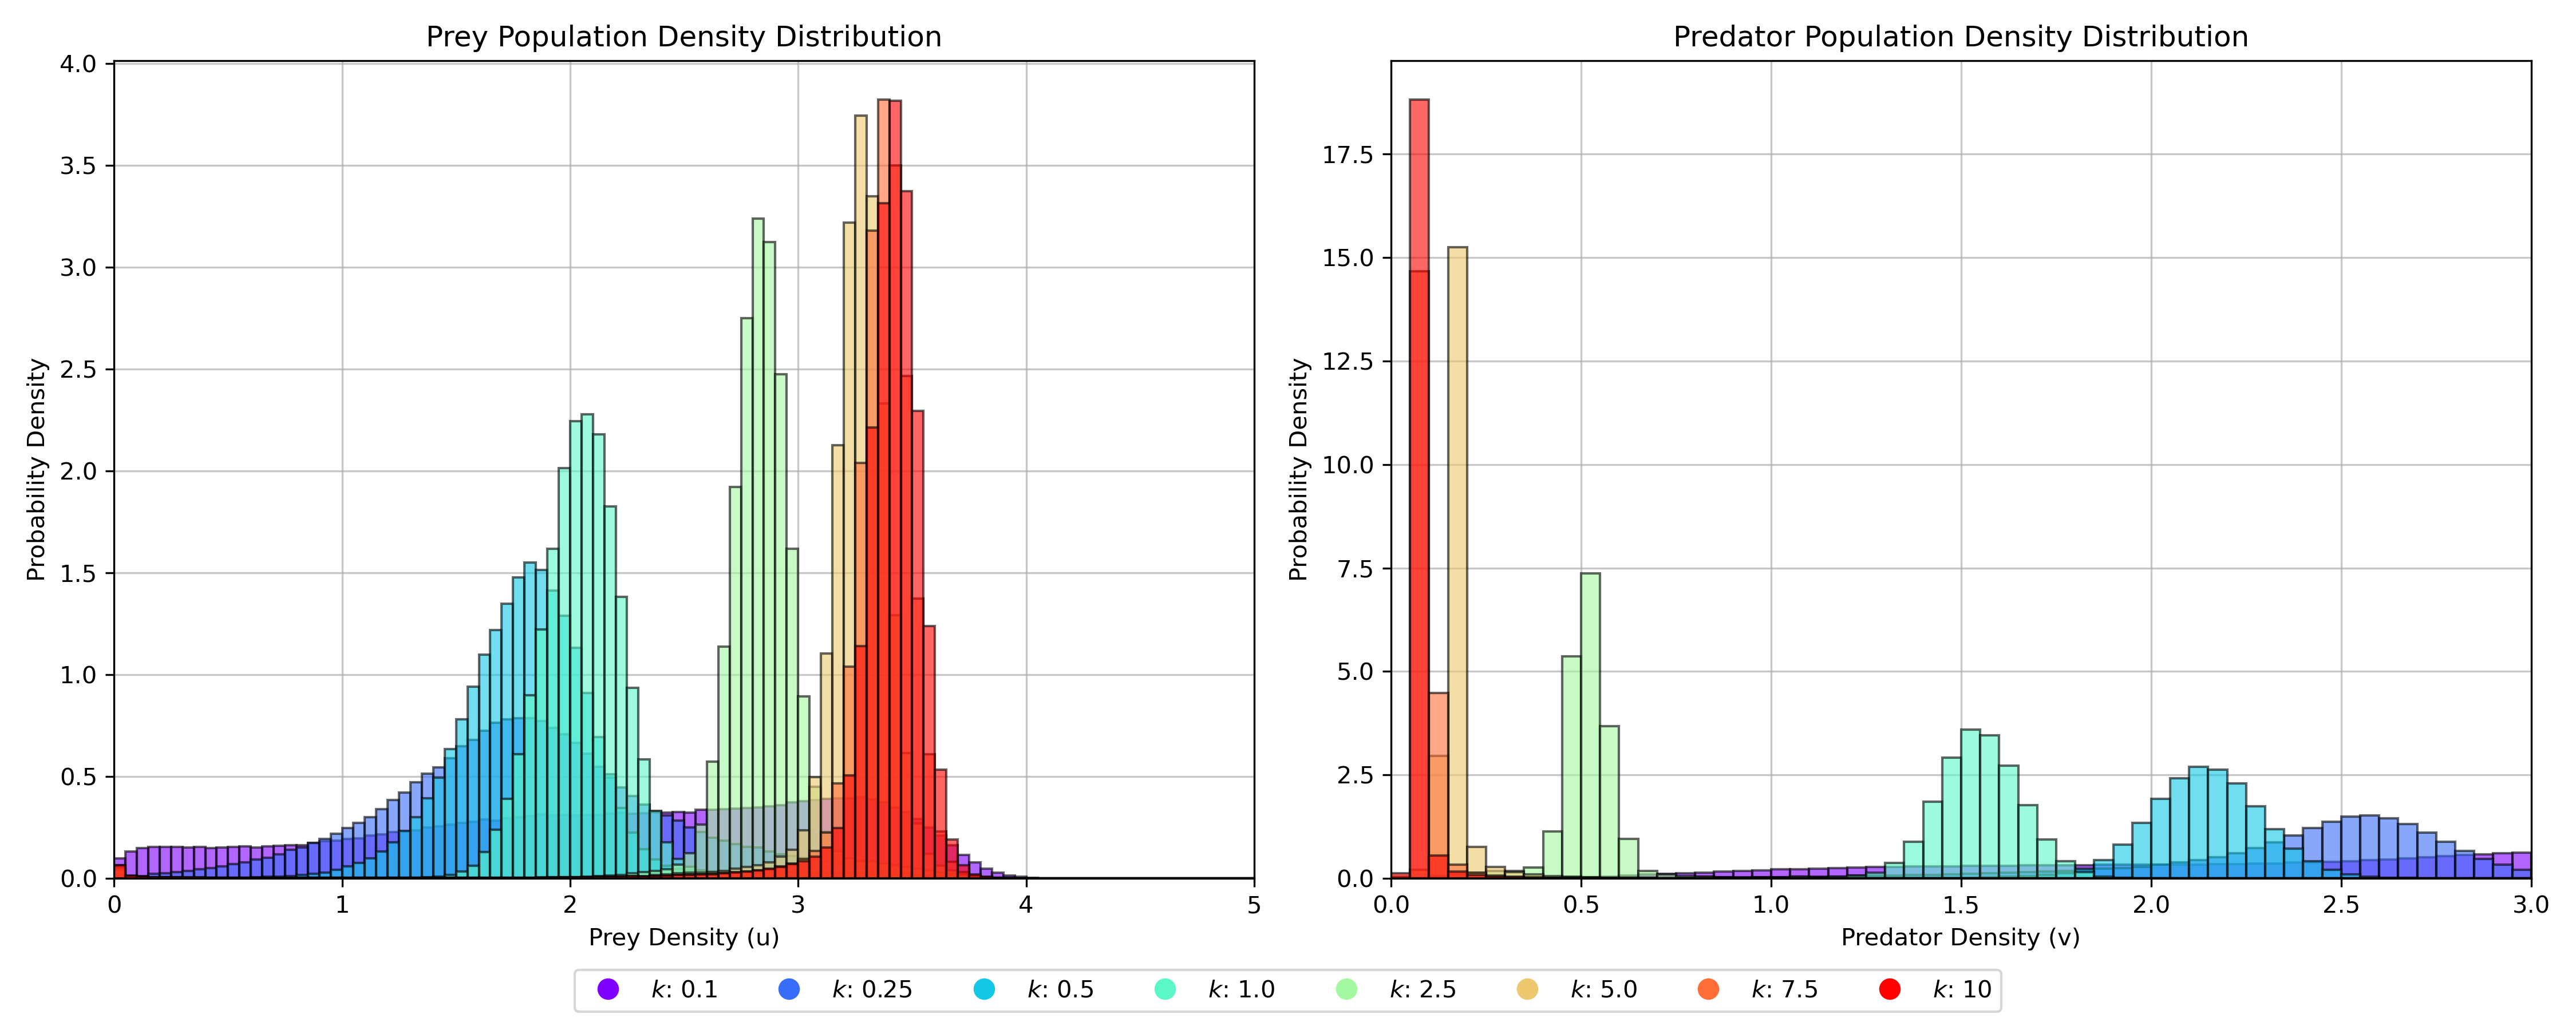 Prey Population Density Distribution
Probability Density
4.0
3.5
3.0
2.5
2.0
1.5
1.0
0.5
0.0
0 1 2 3 4 5
Prey Density (u)
Predator Population Density Distribution
Probability Density
17.5
15.0
12.5
10.0
7.5
5.0
2.5
0.0
0.0 0.5 1.0 1.5 2.0 2.5 3.0
Predator Density (v)
k: 0.1 k: 0.25 k: 0.5 k: 1.0 k: 2.5 k: 5.0 k: 7.5 k: 10